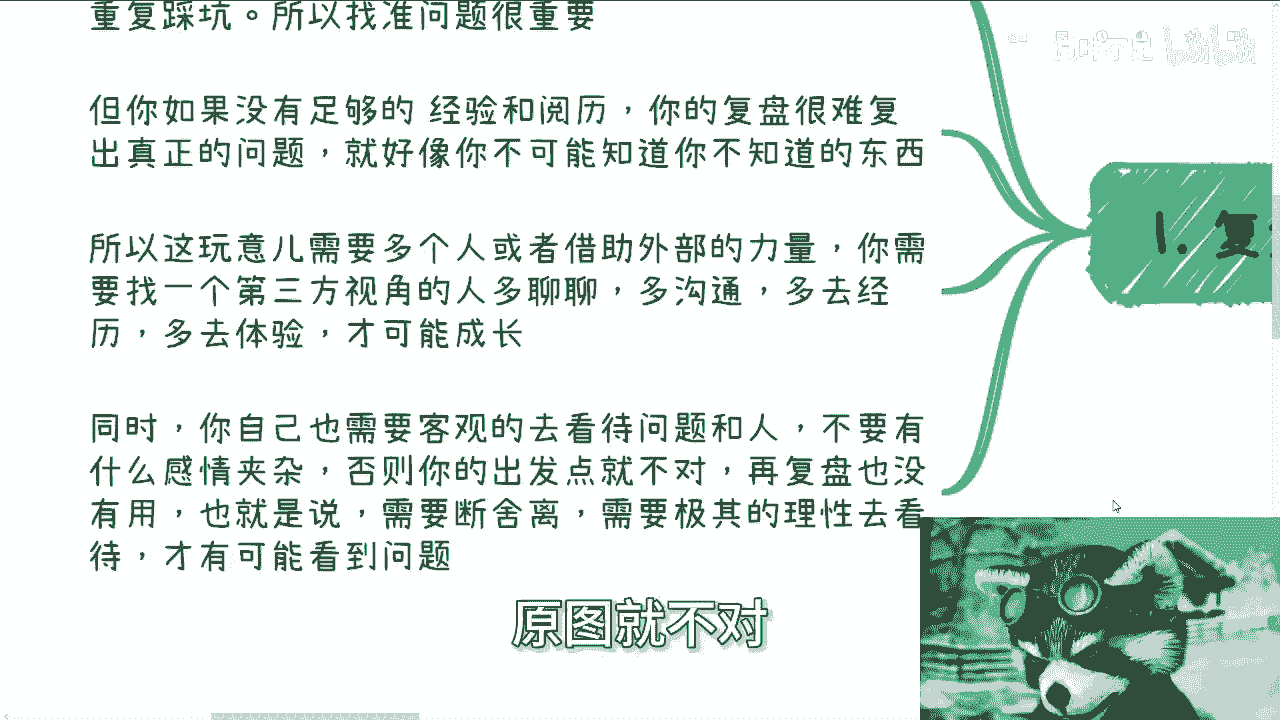 重复踩坑。所以找准问题很重要
但你如果没有足够的 经验和阅历，你的复盘很难复
出真正的问题，就好像你不可能知道你不知道的东西
所以这玩意儿需要多个人或者借助外部的力量，你需
要找一个第三方视角的人多聊聊，多沟通，多去经
历，多去体验，才可能成长
同时，你自己也需要客观的去看待问题和人，不要有
什么感情夹杂，否则你的出发点就不对，再复盘也没
有用，也就是说，需要断舍离，需要极其的理性去看
待，才有可能看到问题
1. 复
原图就不对